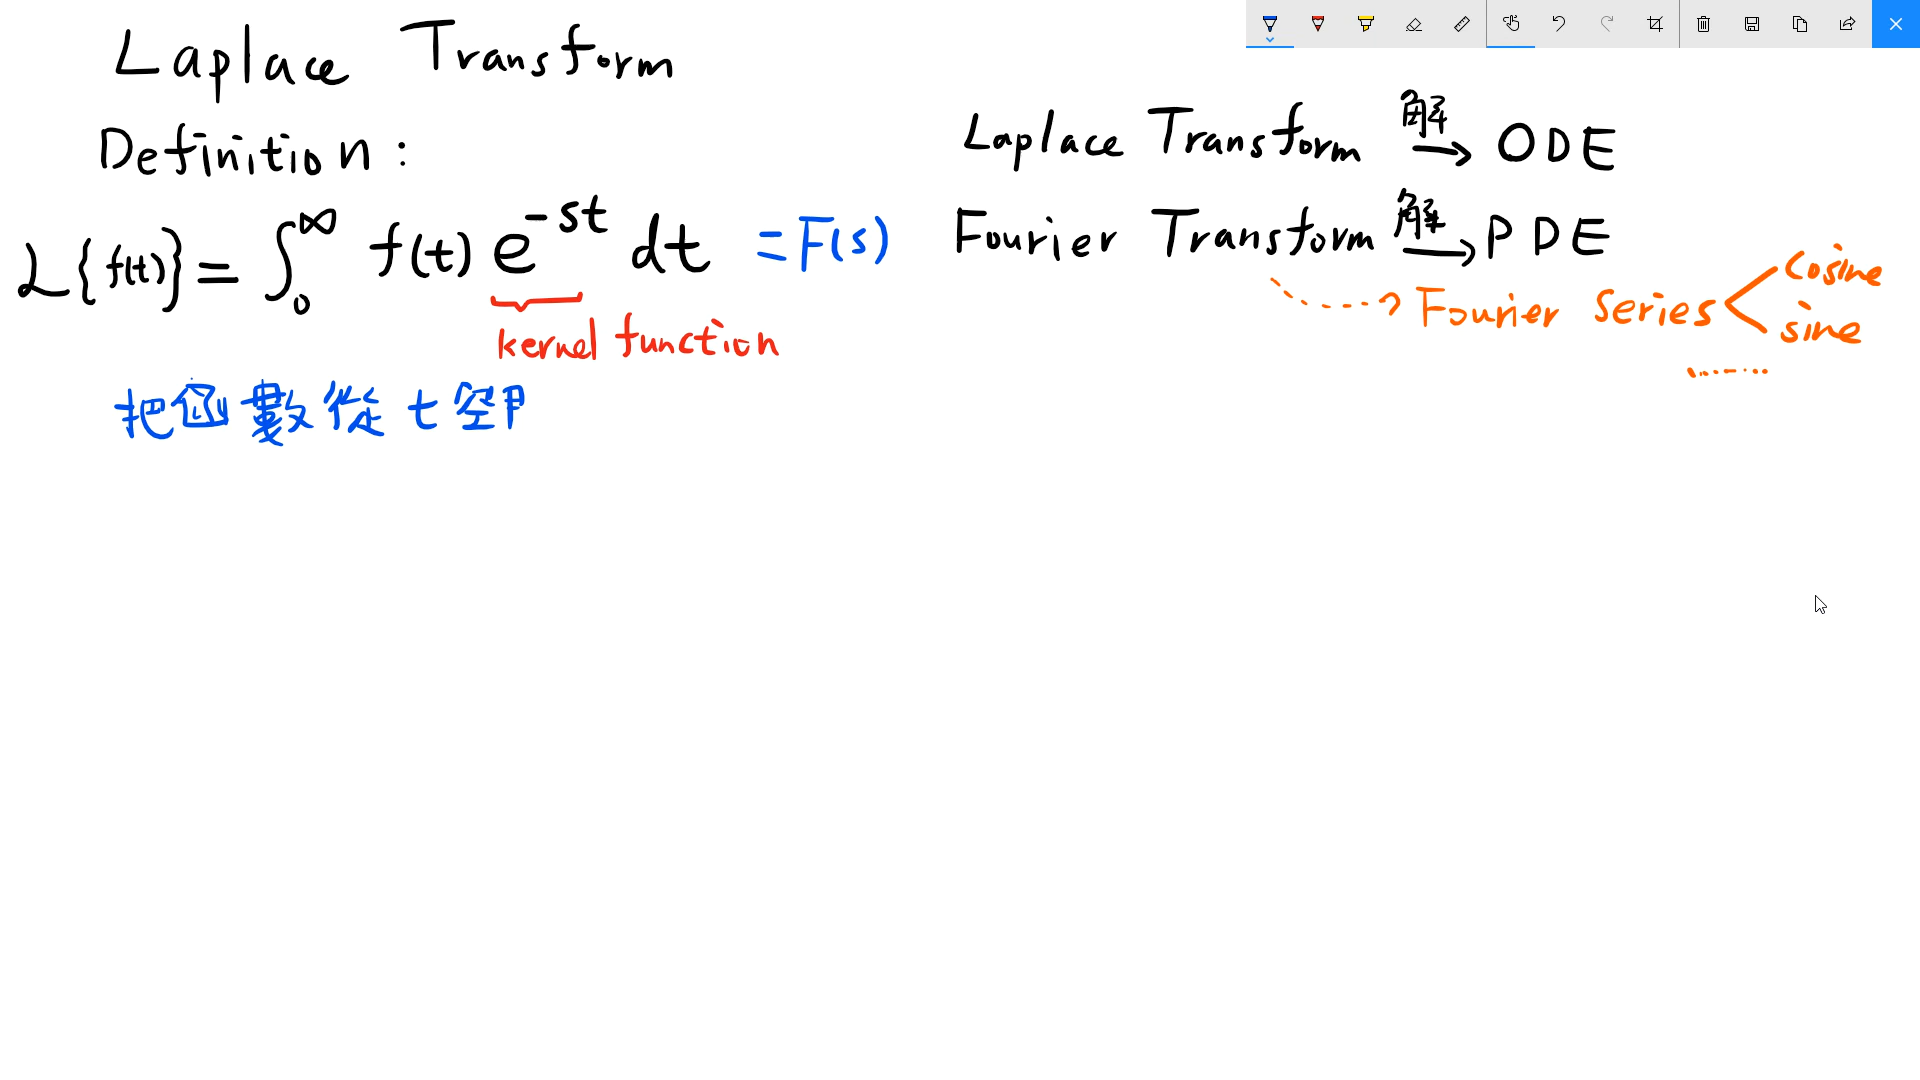 Laplace Transform
Definition:
ℒ{f(t)} = ∫₀^∞ f(t) e^{-st} dt = F(s)
kernel function
把函數從 t 空
Laplace Transform 解→ ODE
Fourier Transform 解→ PDE
Fourier Series < Cosine
sine